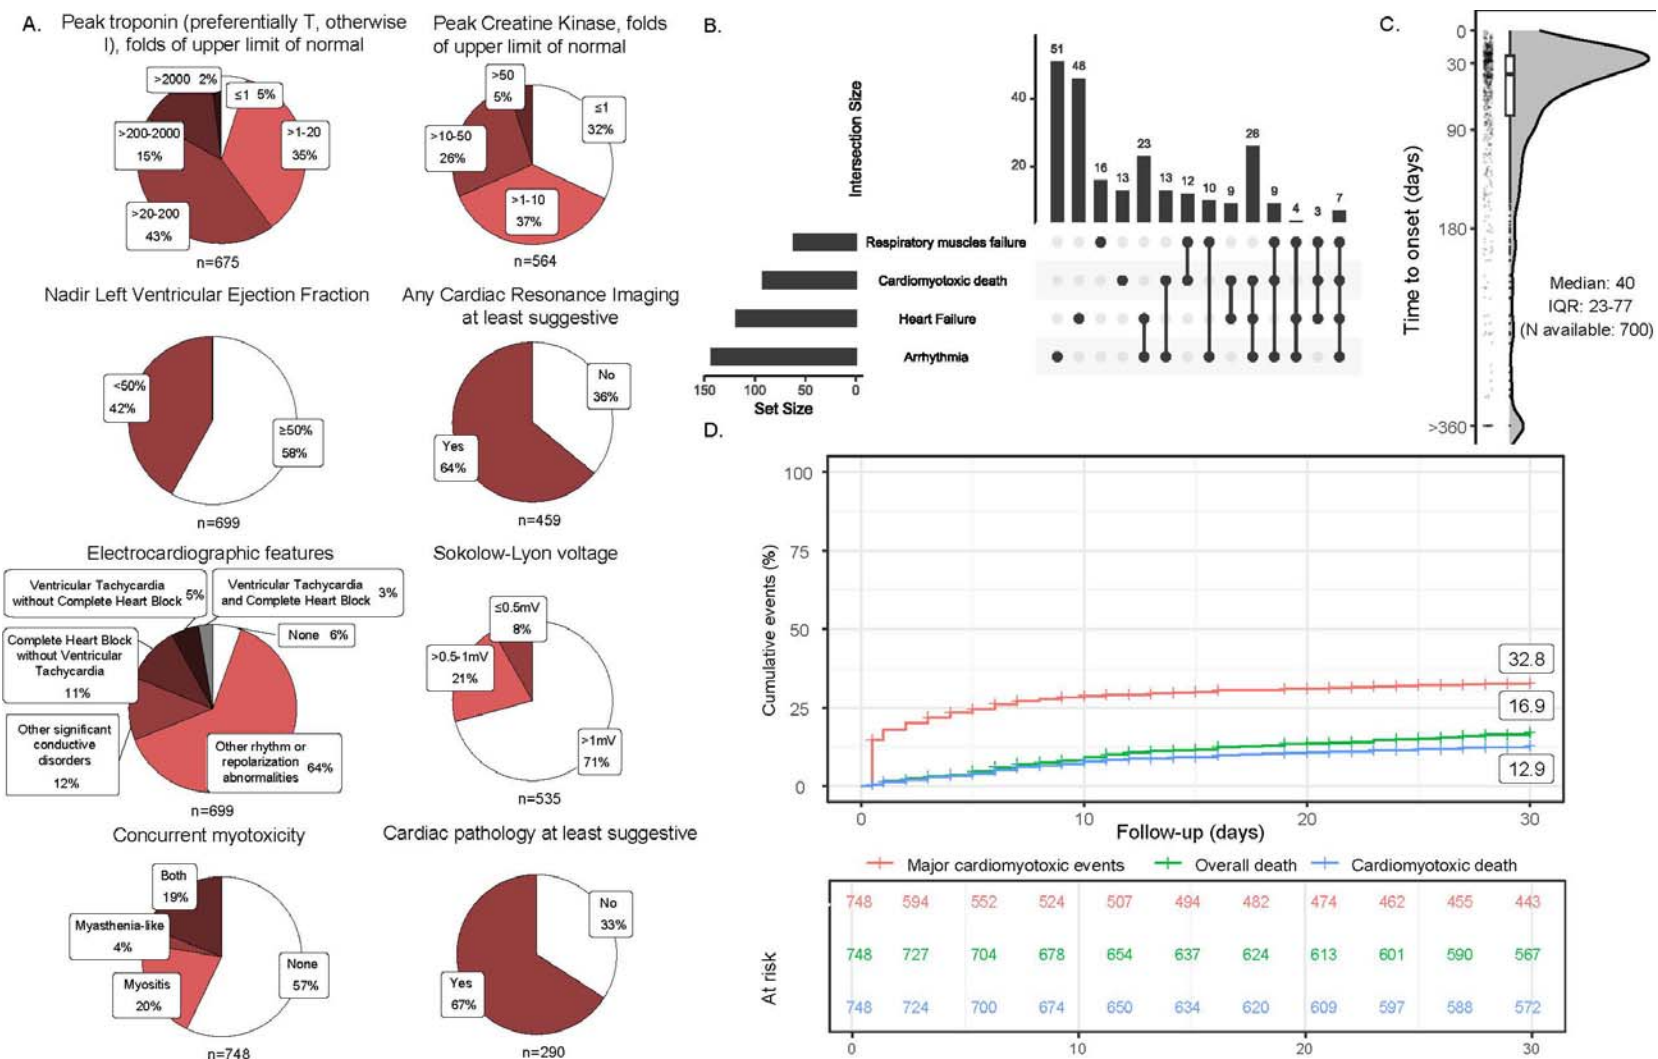 A.
Peak troponin (preferentially T, otherwise
I), folds of upper limit of normal
>2000 2%
≤1 5%
>200-2000
15%
>1-20
35%
>20-200
43%
n=675
Peak Creatine Kinase, folds
of upper limit of normal
>50
5%
≤1
32%
>10-50
26%
>1-10
37%
n=564
Nadir Left Ventricular Ejection Fraction
<50%
42%
≥50%
58%
n=699
Any Cardiac Resonance Imaging
at least suggestive
No
36%
Yes
64%
n=459
Electrocardiographic features
Ventricular Tachycardia
without Complete Heart Block 5%
Ventricular Tachycardia
and Complete Heart Block 3%
None 6%
Complete Heart Block
without Ventricular
Tachycardia
11%
Other significant
conductive
disorders
12%
Other rhythm or
repolarization
abnormalities 64%
n=699
Sokolow-Lyon voltage
≤0.5mV
8%
>0.5-1mV
21%
>1mV
71%
n=535
Concurrent myotoxicity
Both
19%
Myasthenia-like
4%
Myositis
20%
None
57%
n=748
Cardiac pathology at least suggestive
No
33%
Yes
67%
n=290
B.
Intersection Size
40
20
51
48
16
13
23
13
12
10
9
26
9
4
3
7
Respiratory muscles failure
Cardiomyotoxic death
Heart Failure
Arrhythmia
150
100
50
0
Set Size
C.
Time to onset (days)
0
30
90
180
>360
Median: 40
IQR: 23-77
(N available: 700)
D.
Cumulative events (%)
100
75
50
25
0
32.8
16.9
12.9
0
10
20
30
Follow-up (days)
Major cardiomyotoxic events
Overall death
Cardiomyotoxic death
At risk
748 594 552 524 507 494 482 474 462 455 443
748 727 704 678 654 637 624 613 601 590 567
748 724 700 674 650 634 620 609 597 588 572
0 10 20 30